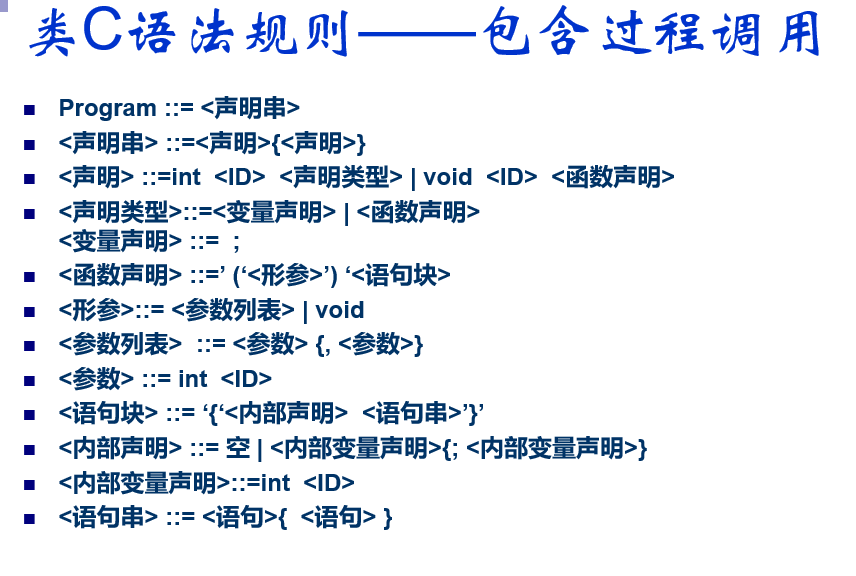 类C语法规则——包含过程调用
Program ::= <声明串>
<声明串> ::=<声明>{<声明>}
<声明> ::=int <ID> <声明类型> | void <ID> <函数声明>
<声明类型>::=<变量声明> | <函数声明>
<变量声明> ::= ;
<函数声明> ::=’ (‘<形参>’) ‘<语句块>
<形参>::= <参数列表> | void
<参数列表> ::= <参数> {, <参数>}
<参数> ::= int <ID>
<语句块> ::= ‘{‘<内部声明> <语句串>’}’
<内部声明> ::= 空 | <内部变量声明>{; <内部变量声明>}
<内部变量声明>::=int <ID>
<语句串> ::= <语句>{ <语句> }